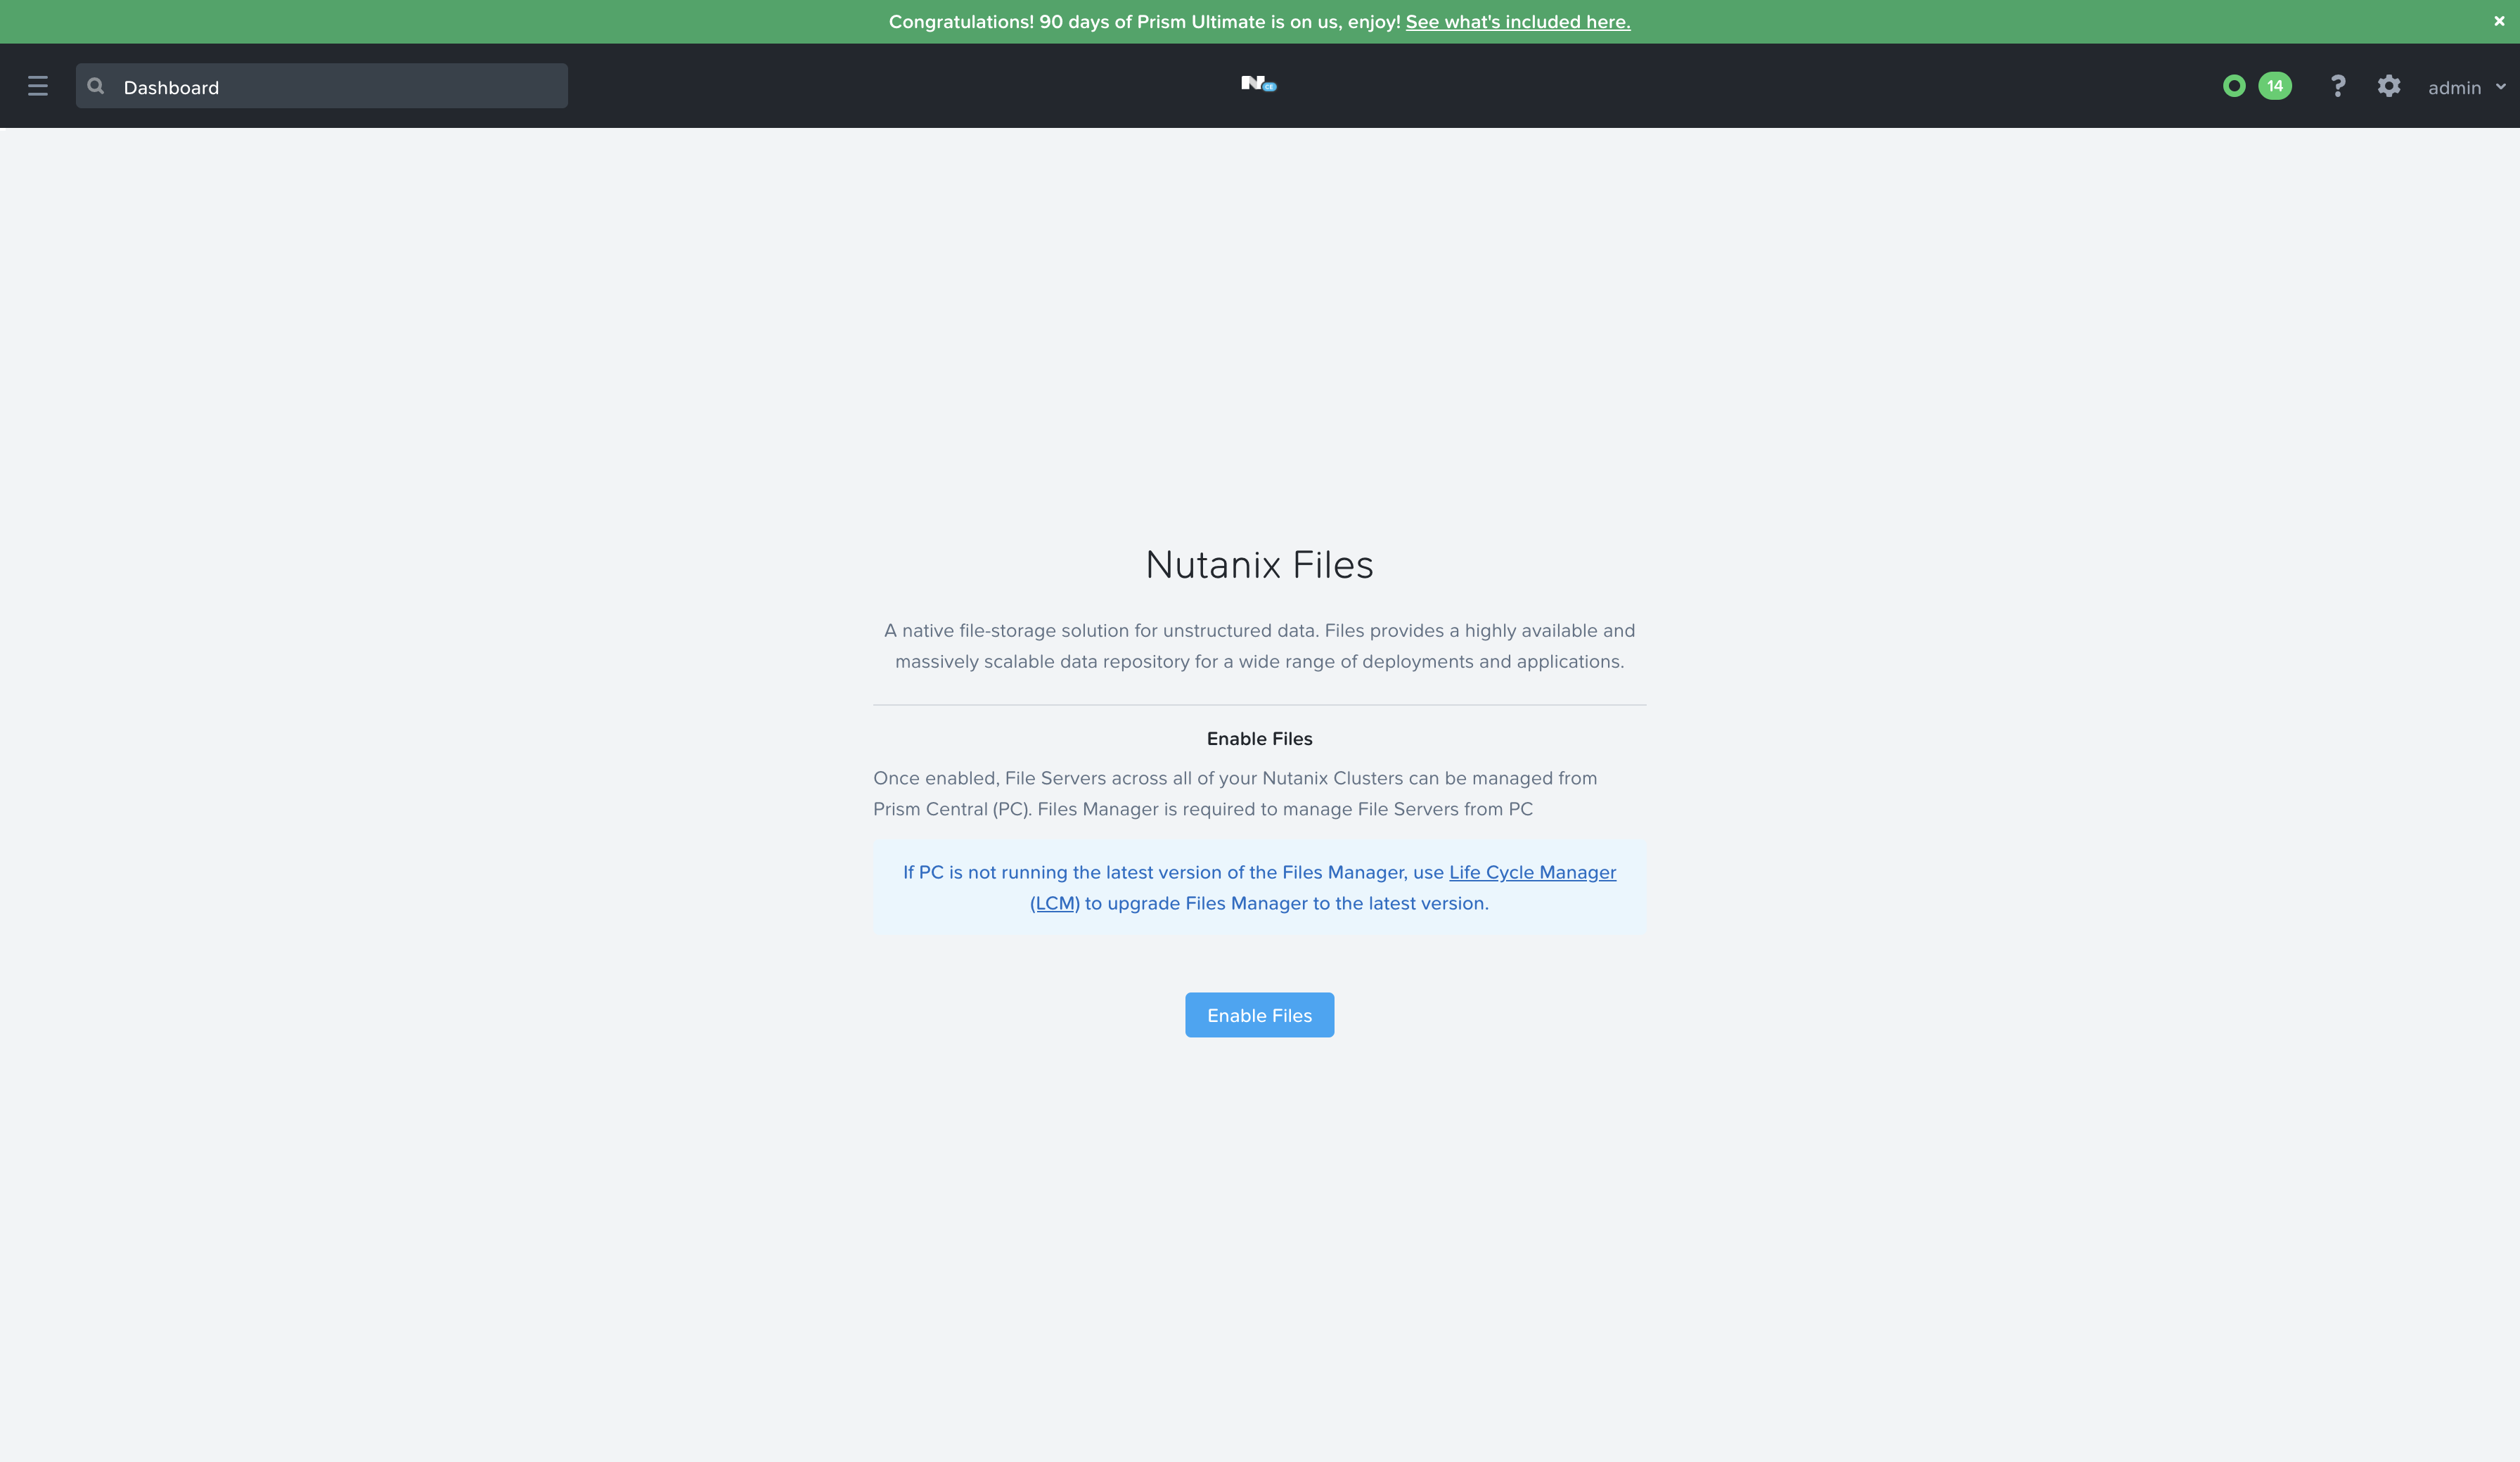 Congratulations! 90 days of Prism Ultimate is on us, enjoy! See what's included here.
Dashboard
N CE
14
?
admin
Nutanix Files
A native file-storage solution for unstructured data. Files provides a highly available and
massively scalable data repository for a wide range of deployments and applications.
Enable Files
Once enabled, File Servers across all of your Nutanix Clusters can be managed from
Prism Central (PC). Files Manager is required to manage File Servers from PC
If PC is not running the latest version of the Files Manager, use Life Cycle Manager
(LCM) to upgrade Files Manager to the latest version.
Enable Files